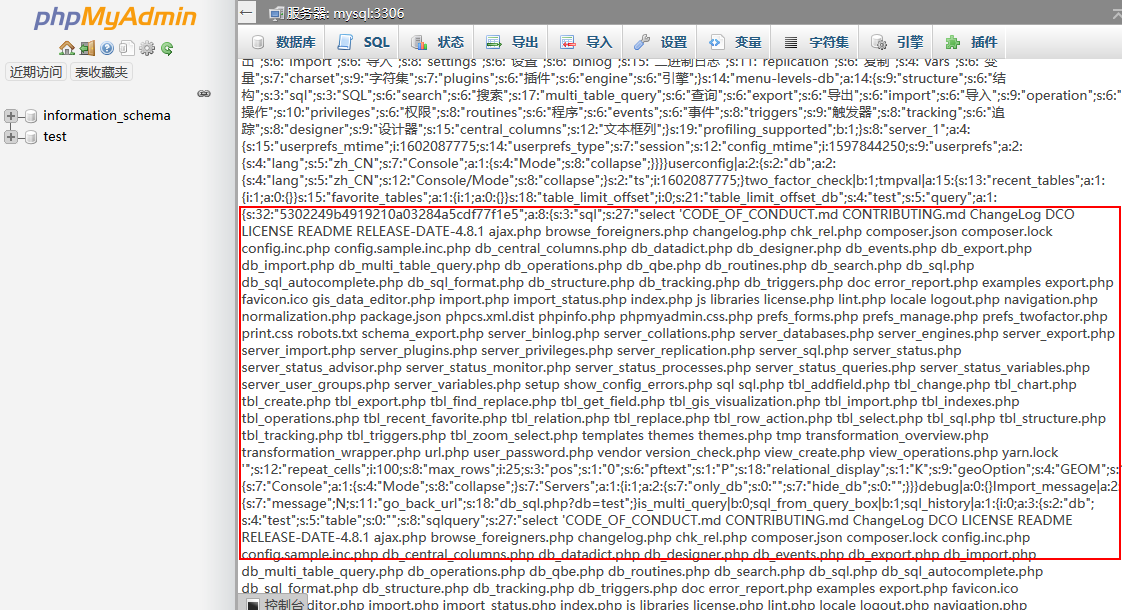 phpMyAdmin
近期访问 表收藏夹
information_schema
test
服务器: mysql:3306
数据库 SQL 状态 导出 导入 设置 变量 字符集 引擎 插件
出";s:6:"import";s:6:"导入";s:8:"settings";s:6:"设置";s:6:"binlog";s:15:"二进制日志";s:11:"replication";s:6:"复制";s:4:"vars";s:6:"变
量";s:7:"charset";s:9:"字符集";s:7:"plugins";s:6:"插件";s:6:"engine";s:6:"引擎";}s:14:"menu-levels-db";a:14:{s:9:"structure";s:6:"结
构";s:3:"sql";s:3:"SQL";s:6:"search";s:6:"搜索";s:17:"multi_table_query";s:6:"查询";s:6:"export";s:6:"导出";s:6:"import";s:6:"导入";s:9:"operation";s:6:"
操作";s:10:"privileges";s:6:"权限";s:8:"routines";s:6:"程序";s:6:"events";s:6:"事件";s:8:"triggers";s:9:"触发器";s:8:"tracking";s:6:"追
踪";s:8:"designer";s:9:"设计器";s:15:"central_columns";s:12:"文本框列";}s:19:"profiling_supported";b:1;}s:8:"server_1";a:4:
{s:15:"userprefs_mtime";i:1602087775;s:14:"userprefs_type";s:7:"session";s:12:"config_mtime";i:1597844250;s:9:"userprefs";a:2:
{s:4:"lang";s:5:"zh_CN";s:7:"Console";a:1:{s:4:"Mode";s:8:"collapse";}}}}userconfig|a:2:{s:2:"db";a:2:
{s:4:"lang";s:5:"zh_CN";s:12:"Console/Mode";s:8:"collapse";}s:2:"ts";i:1602087775;}two_factor_check|b:1;tmpval|a:15:{s:13:"recent_tables";a:1:
{i:1;a:0:{}}s:15:"favorite_tables";a:1:{i:1;a:0:{}}s:18:"table_limit_offset";i:0;s:21:"table_limit_offset_db";s:4:"test";s:5:"query";a:1:
{s:32:"5302249b4919210a03284a5cdf77f1e5";a:8:{s:3:"sql";s:27:"select 'CODE_OF_CONDUCT.md CONTRIBUTING.md ChangeLog DCO
LICENSE README RELEASE-DATE-4.8.1 ajax.php browse_foreigners.php changelog.php chk_rel.php composer.json composer.lock
config.inc.php config.sample.inc.php db_central_columns.php db_datadict.php db_designer.php db_events.php db_export.php
db_import.php db_multi_table_query.php db_operations.php db_qbe.php db_routines.php db_search.php db_sql.php
db_sql_autocomplete.php db_sql_format.php db_structure.php db_tracking.php db_triggers.php doc error_report.php examples export.php
favicon.ico gis_data_editor.php import.php import_status.php index.php js libraries license.php lint.php locale logout.php navigation.php
normalization.php package.json phpcs.xml.dist phpinfo.php phpmyadmin.css.php prefs_forms.php prefs_manage.php prefs_twofactor.php
print.css robots.txt schema_export.php server_binlog.php server_collations.php server_databases.php server_engines.php server_export.php
server_import.php server_plugins.php server_privileges.php server_replication.php server_sql.php server_status.php
server_status_advisor.php server_status_monitor.php server_status_processes.php server_status_queries.php server_status_variables.php
server_user_groups.php server_variables.php setup show_config_errors.php sql sql.php tbl_addfield.php tbl_change.php tbl_chart.php
tbl_create.php tbl_export.php tbl_find_replace.php tbl_get_field.php tbl_gis_visualization.php tbl_import.php tbl_indexes.php
tbl_operations.php tbl_recent_favorite.php tbl_relation.php tbl_replace.php tbl_row_action.php tbl_select.php tbl_sql.php tbl_structure.php
tbl_tracking.php tbl_triggers.php tbl_zoom_select.php templates themes themes.php tmp transformation_overview.php
transformation_wrapper.php url.php user_password.php vendor version_check.php view_create.php view_operations.php yarn.lock
'";s:12:"repeat_cells";i:100;s:8:"max_rows";i:25;s:3:"pos";s:1:"0";s:6:"pftext";s:1:"P";s:18:"relational_display";s:1:"K";s:9:"geoOption";s:4:"GEOM";s:
{s:7:"Console";a:1:{s:4:"Mode";s:8:"collapse";}s:7:"Servers";a:1:{i:1;a:2:{s:7:"only_db";s:0:"";s:7:"hide_db";s:0:"";}}}debug|a:0:{}Import_message|a:2
{s:7:"message";N;s:11:"go_back_url";s:18:"db_sql.php?db=test";}is_multi_query|b:0;sql_from_query_box|b:1;sql_history|a:1:{i:0;a:3:{s:2:"db";
s:4:"test";s:5:"table";s:0:"";s:8:"sqlquery";s:27:"select 'CODE_OF_CONDUCT.md CONTRIBUTING.md ChangeLog DCO LICENSE README
RELEASE-DATE-4.8.1 ajax.php browse_foreigners.php changelog.php chk_rel.php composer.json composer.lock config.inc.php
config.sample.inc.php db_central_columns.php db_datadict.php db_designer.php db_events.php db_export.php db_import.php
db_multi_table_query.php db_operations.php db_qbe.php db_routines.php db_search.php db_sql.php db_sql_autocomplete.php
db_sql_format.php db_structure.php db_tracking.php db_triggers.php doc error_report.php examples export.php favicon.ico
控制台 ditor.php import.php import_status.php index.php js libraries license.php lint.php locale logout.php navigation.php